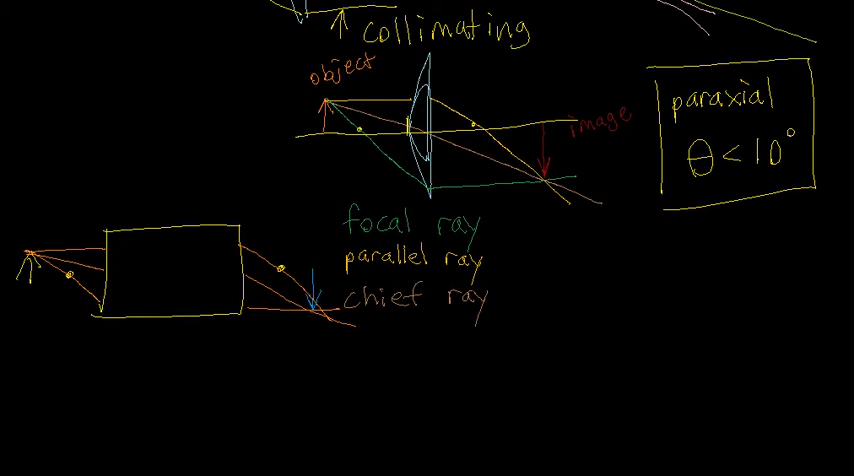 collimating
object
image
paraxial
θ < 10°
focal ray
parallel ray
chief ray